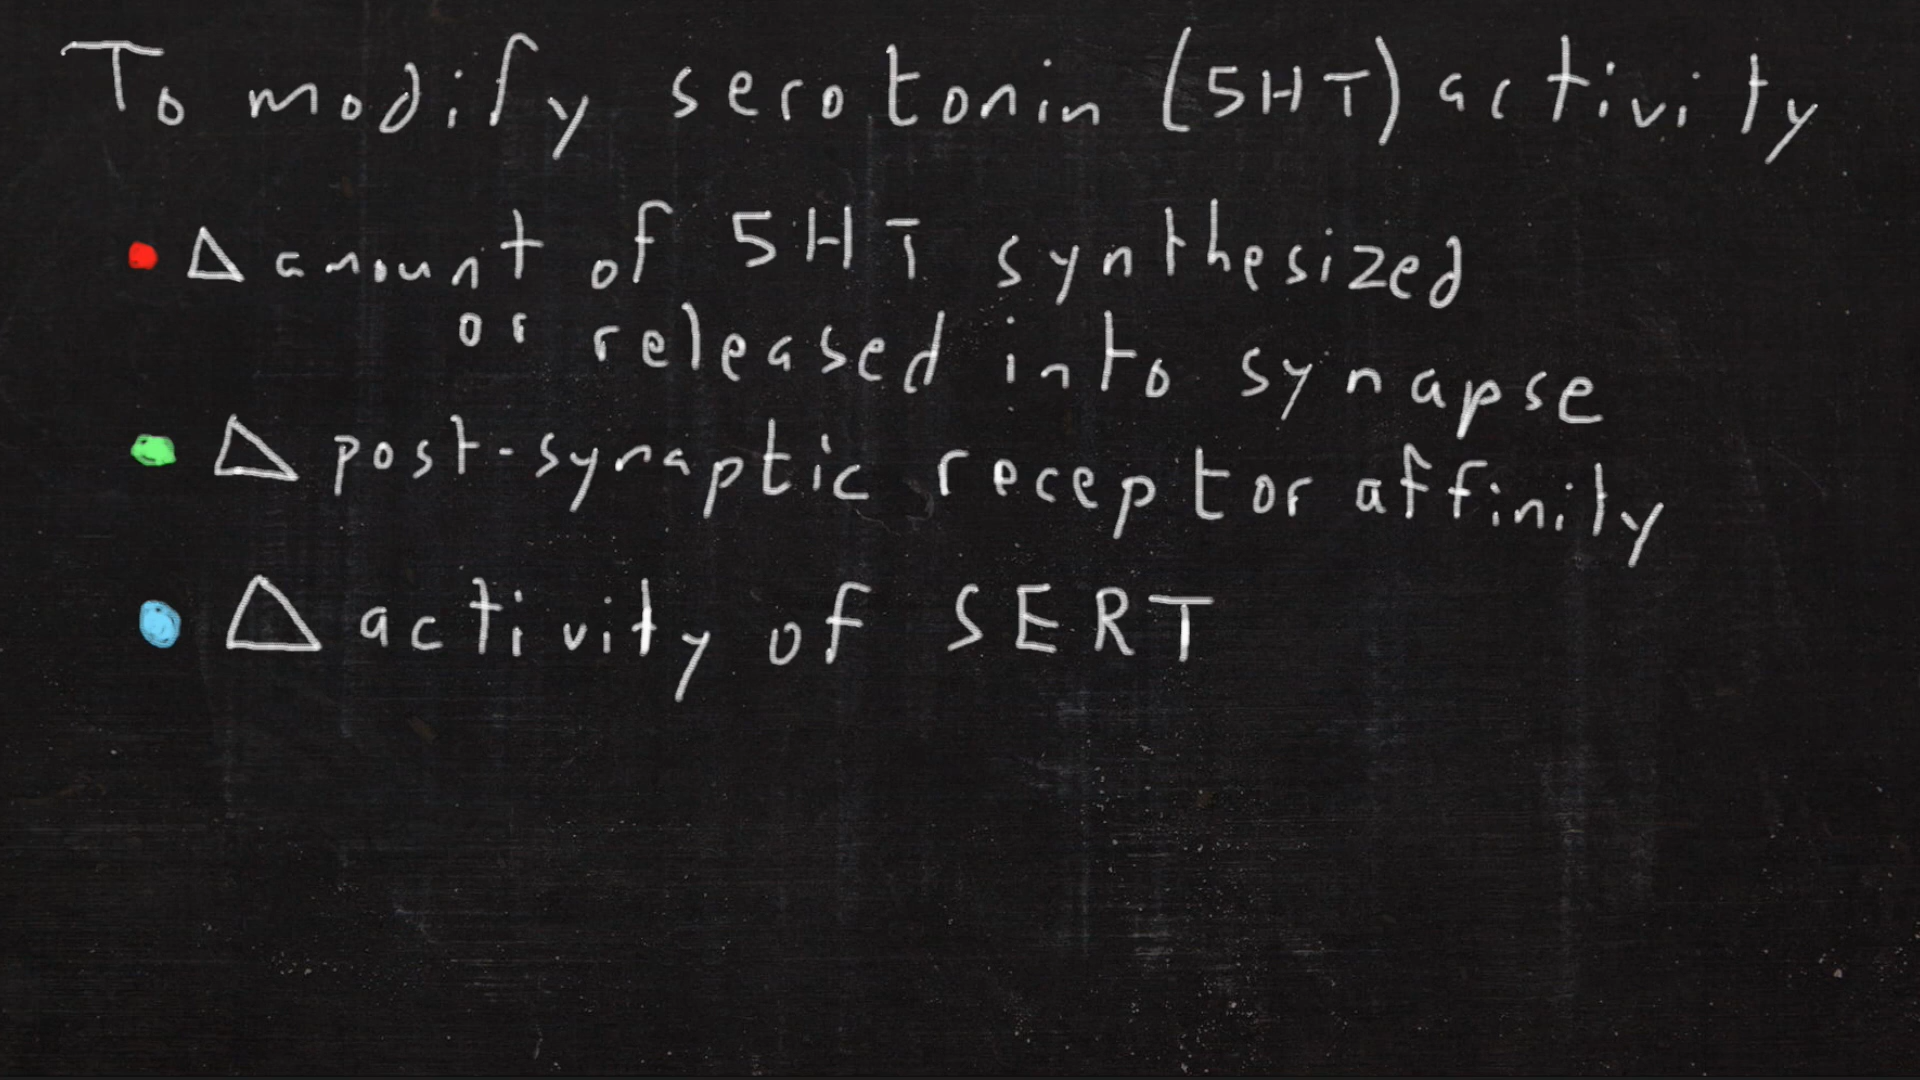 To modify serotonin (5HT) activity
• Δ amount of 5HT synthesized
or released into synapse
• Δ post-synaptic receptor affinity
• Δ activity of SERT